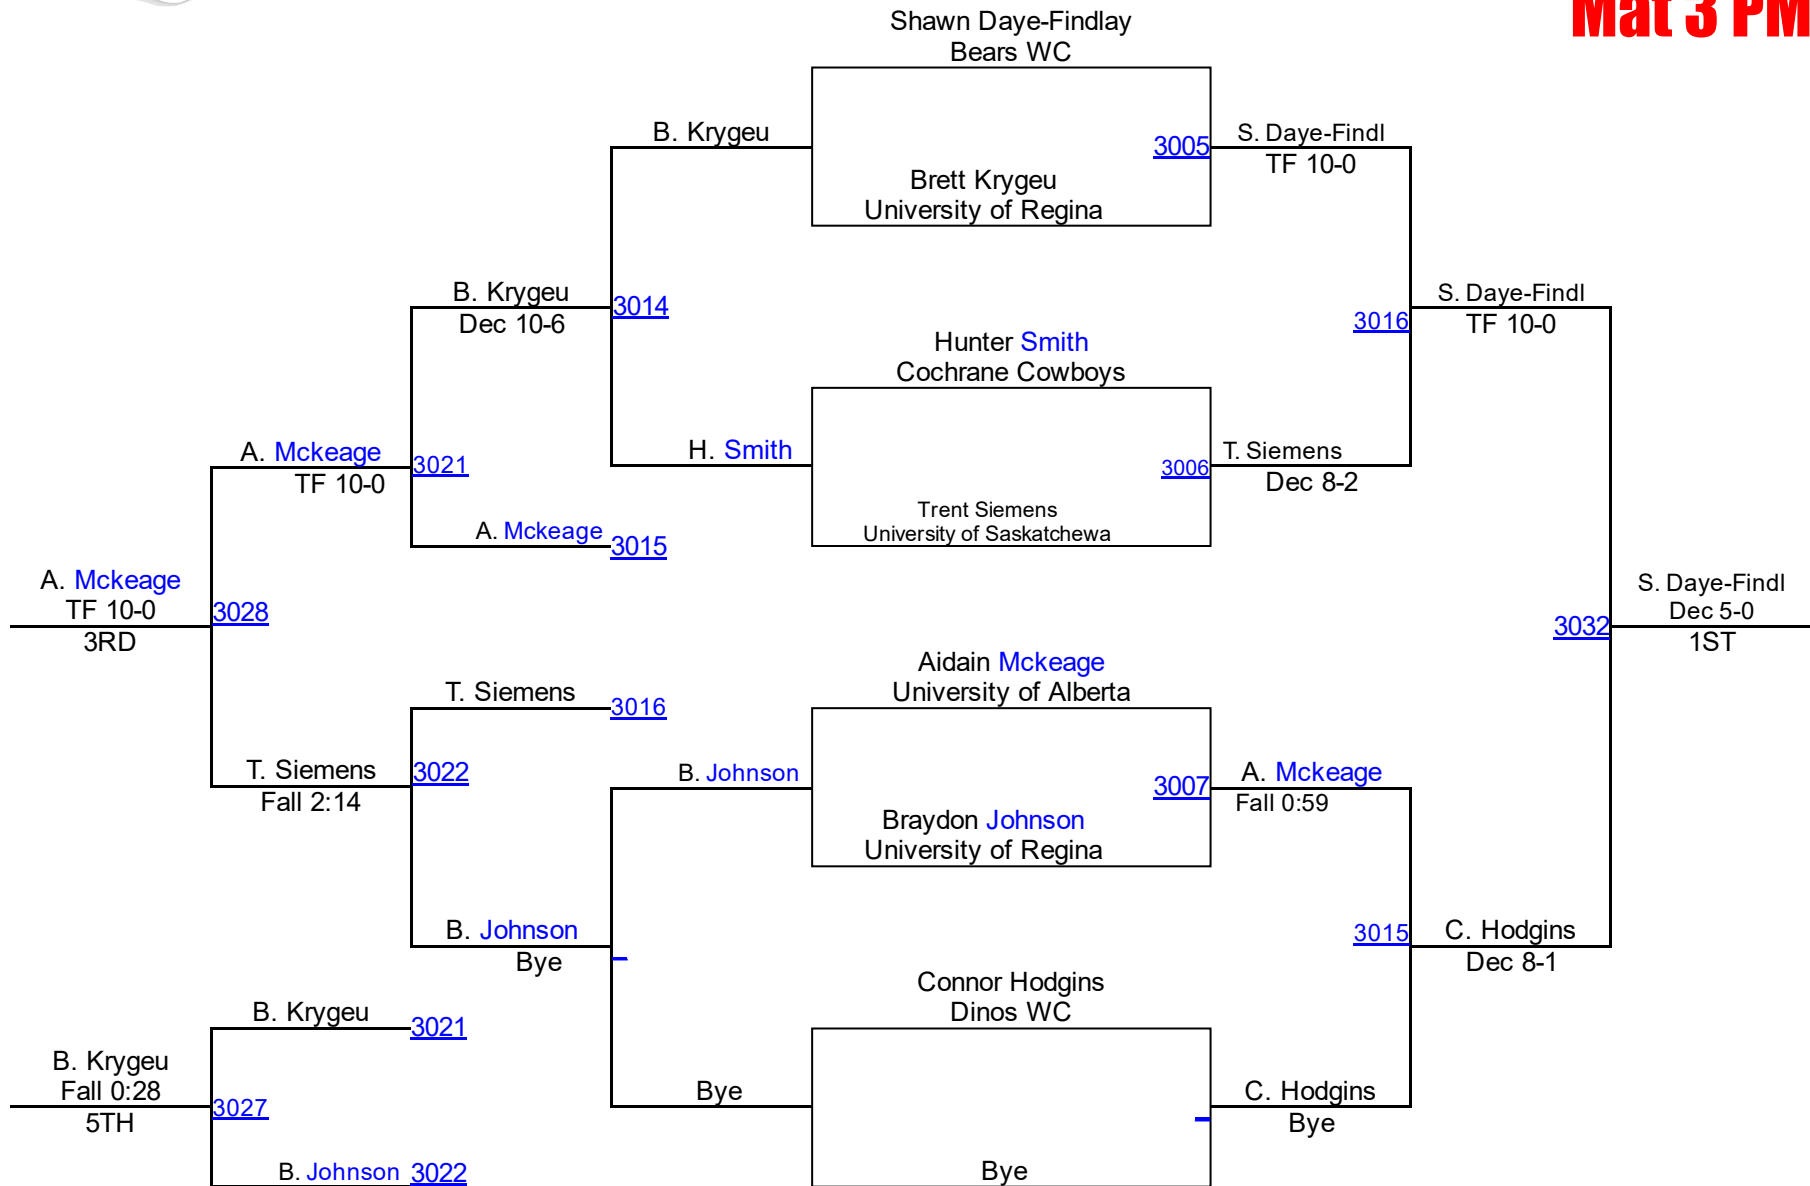 Mat 3 PM
Shawn Daye-Findlay
Bears WC
B. Krygeu
3005
S. Daye-Findl
TF 10-0
Brett Krygeu
University of Regina
B. Krygeu
Dec 10-6
3014
S. Daye-Findl
TF 10-0
3016
Hunter Smith
Cochrane Cowboys
A. Mckeage
TF 10-0
3021
H. Smith
3006
T. Siemens
Dec 8-2
Trent Siemens
University of Saskatchewa
A. Mckeage
3015
A. Mckeage
TF 10-0
3RD
3028
3032
S. Daye-Findl
Dec 5-0
1ST
Aidain Mckeage
University of Alberta
T. Siemens
3016
T. Siemens
Fall 2:14
3022
B. Johnson
3007
A. Mckeage
Fall 0:59
Braydon Johnson
University of Regina
B. Johnson
Bye
3015
C. Hodgins
Dec 8-1
Connor Hodgins
Dinos WC
B. Krygeu
3021
B. Krygeu
Fall 0:28
5TH
3027
Bye
C. Hodgins
Bye
B. Johnson
3022
Bye